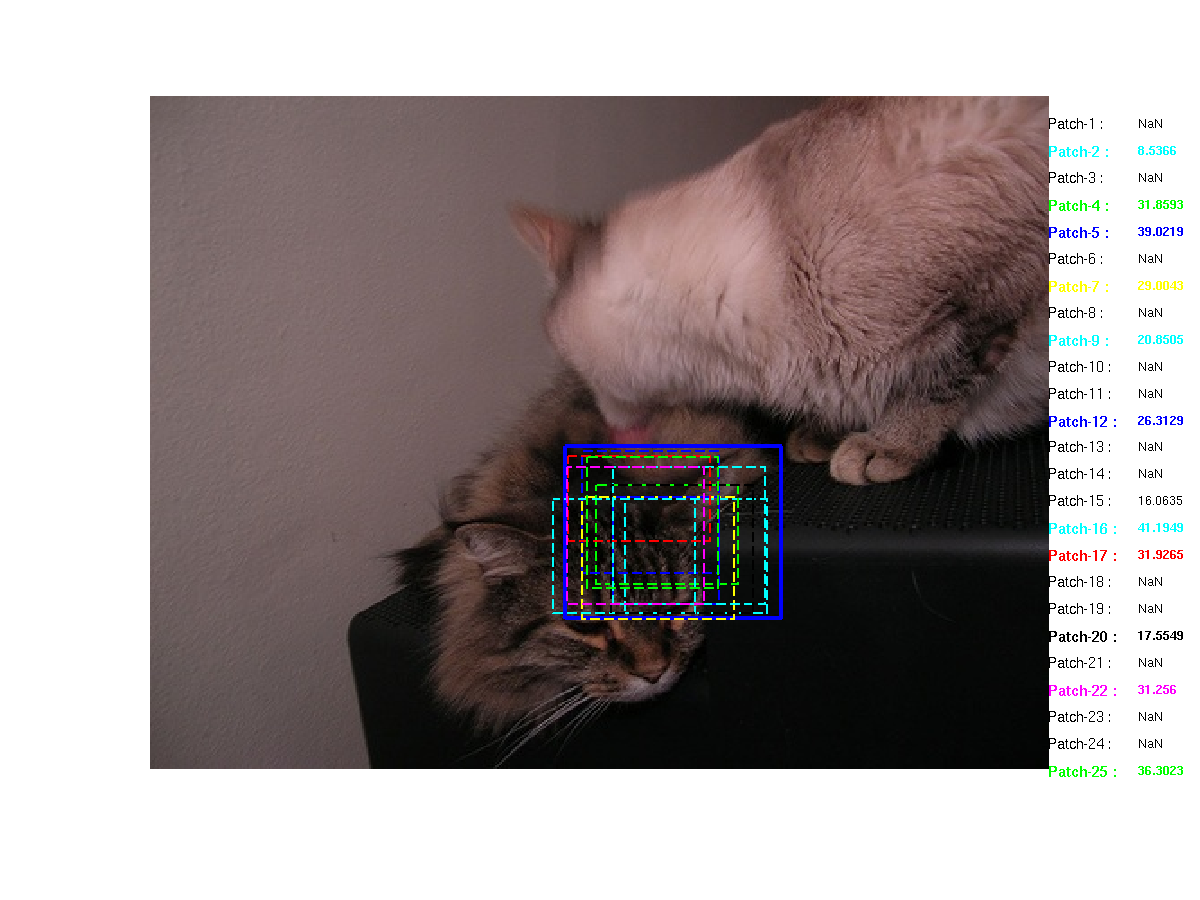 Patch-1 : NaN
Patch-2 : 8.5366
Patch-3 : NaN
Patch-4 : 31.8593
Patch-5 : 39.0219
Patch-6 : NaN
Patch-7 : 29.0043
Patch-8 : NaN
Patch-9 : 20.8505
Patch-10 : NaN
Patch-11 : NaN
Patch-12 : 26.3129
Patch-13 : NaN
Patch-14 : NaN
Patch-15 : 16.0635
Patch-16 : 41.1949
Patch-17 : 31.9265
Patch-18 : NaN
Patch-19 : NaN
Patch-20 : 17.5549
Patch-21 : NaN
Patch-22 : 31.256
Patch-23 : NaN
Patch-24 : NaN
Patch-25 : 36.3023